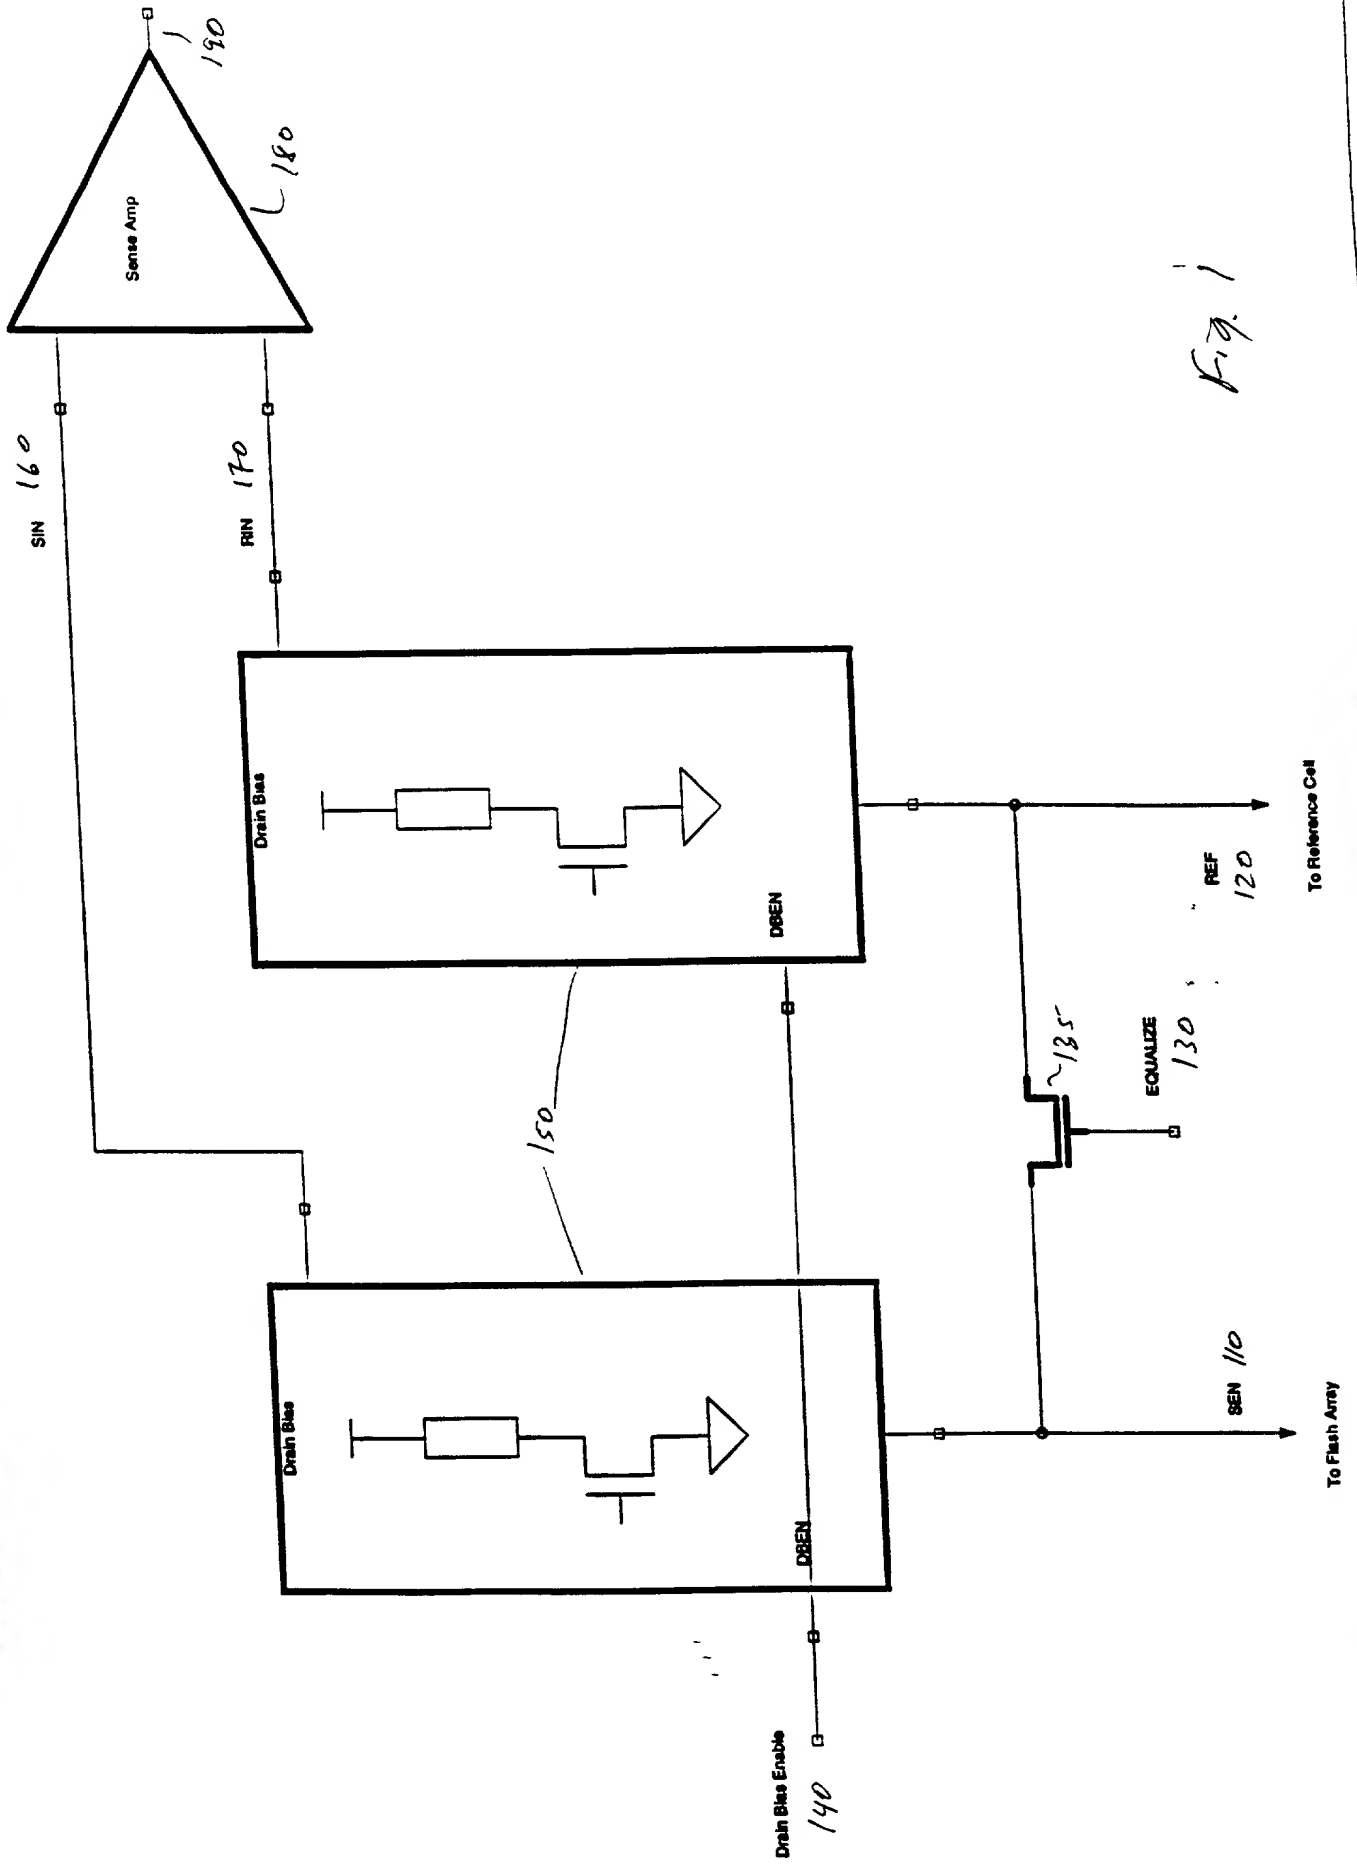 190
Sense Amp
180
SIN 160
RIN 170
Drain Bias
DBEN
150
Drain Bias
DBEN
Drain Bias Enable
140
135
EQUALIZE
130
REF
120
To Reference Cell
SEN 110
To Flash Array
Fig. 1